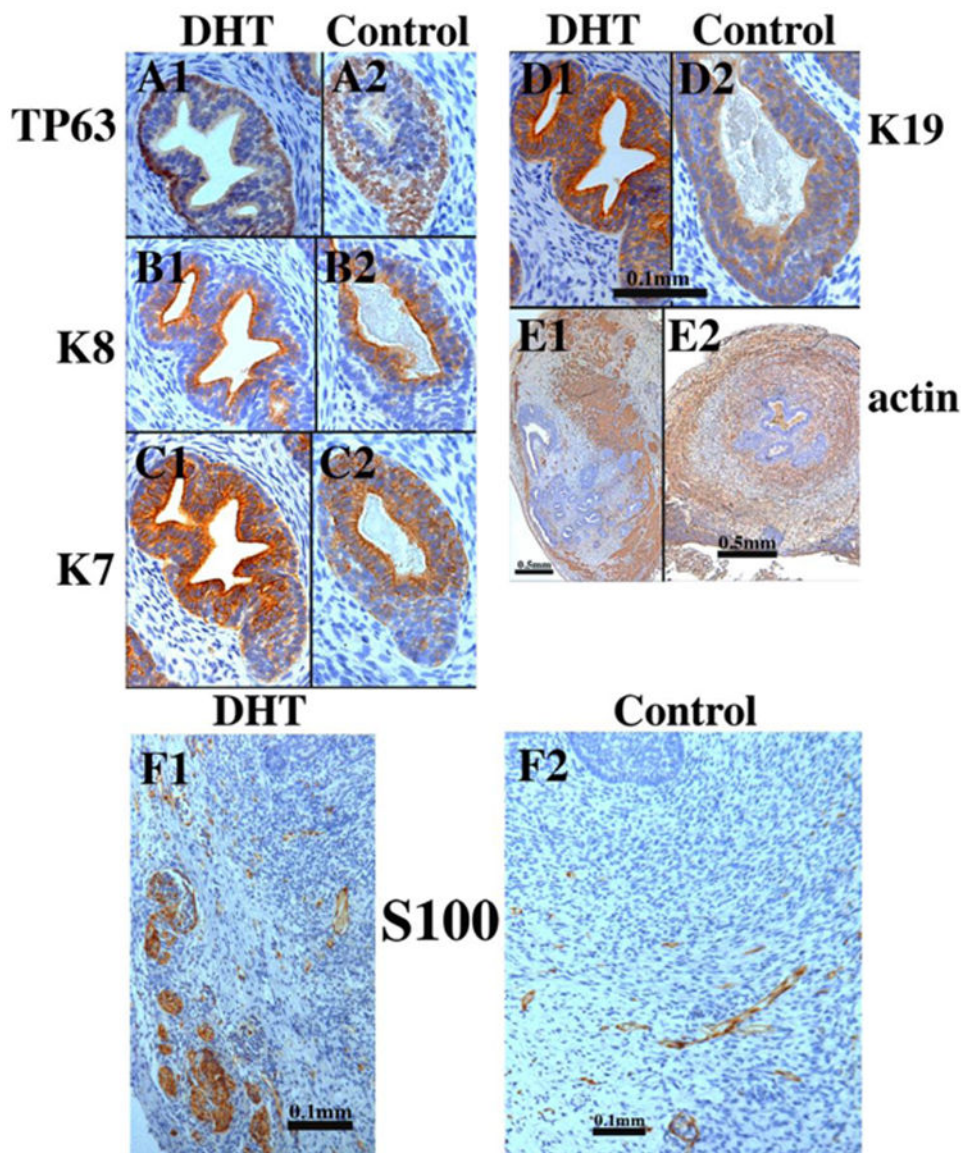 DHT Control
TP63
A1 A2
K8
B1 B2
K7
C1 C2
DHT Control
D1 D2
K19
0.1mm
E1 E2
actin
0.5mm 0.5mm
DHT
F1
0.1mm
S100
Control
F2
0.1mm